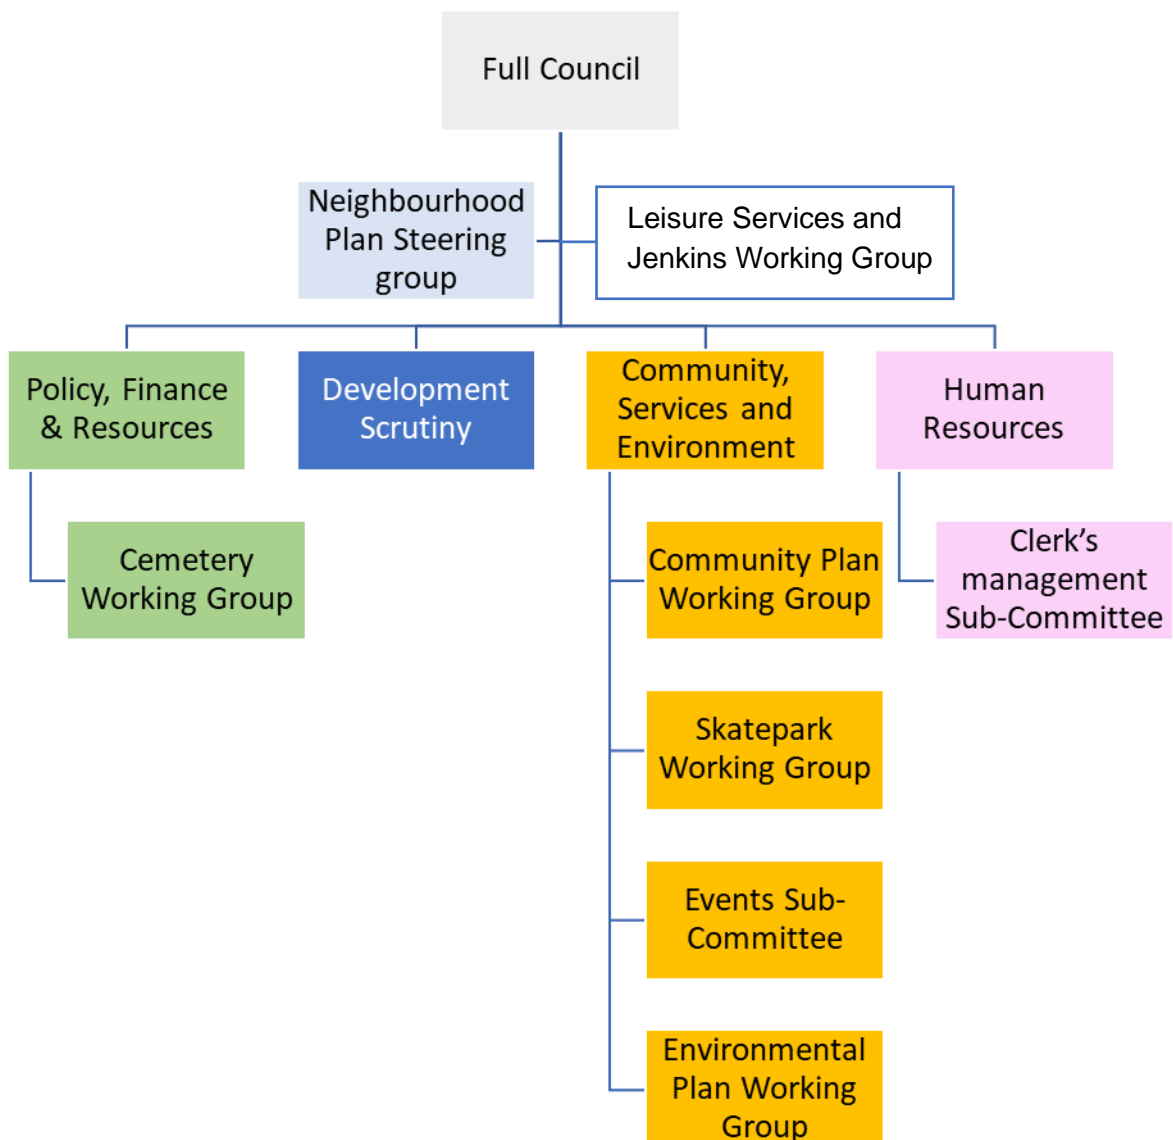 Full Council
Neighbourhood
Plan Steering
group
Leisure Services and
Jenkins Working Group
Policy, Finance
& Resources
Development
Scrutiny
Community,
Services and
Environment
Human
Resources
Cemetery
Working Group
Community Plan
Working Group
Clerk’s
management
Sub-Committee
Skatepark
Working Group
Events Sub-
Committee
Environmental
Plan Working
Group